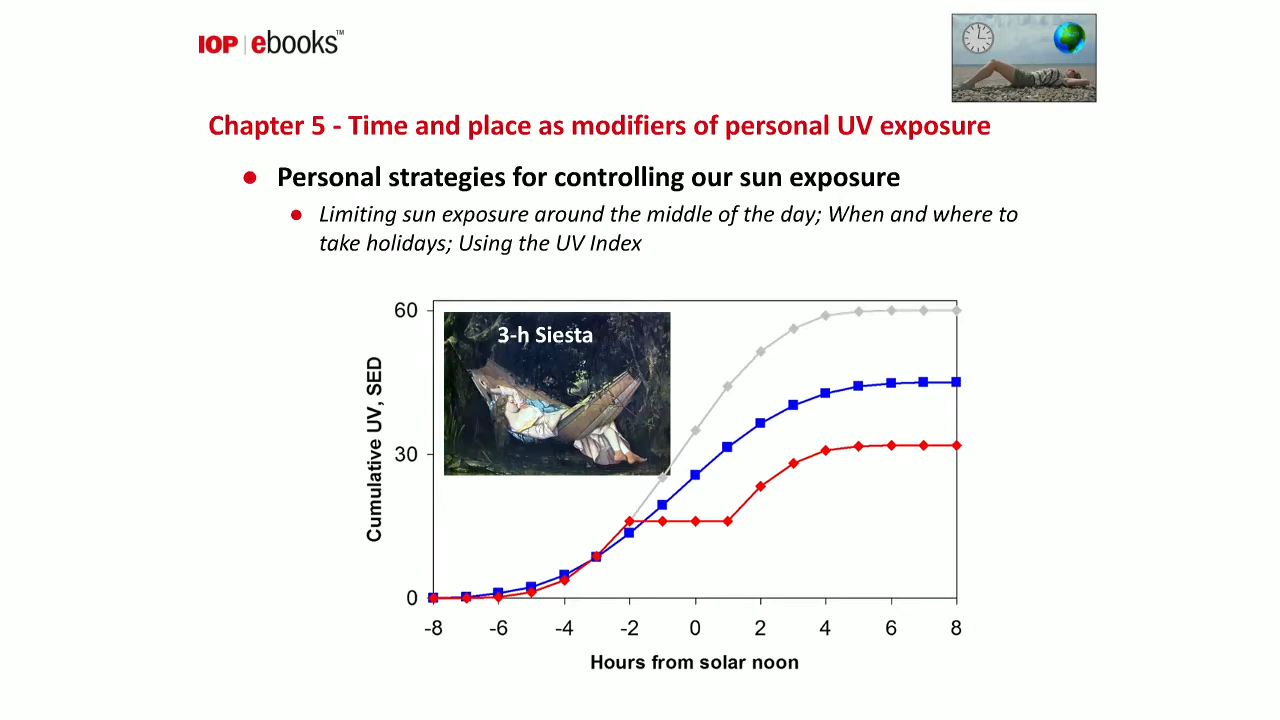 IOP | ebooks™
Chapter 5 - Time and place as modifiers of personal UV exposure
Personal strategies for controlling our sun exposure
Limiting sun exposure around the middle of the day; When and where to
take holidays; Using the UV Index
3-h Siesta
Cumulative UV, SED
60
30
0
-8 -6 -4 -2 0 2 4 6 8
Hours from solar noon